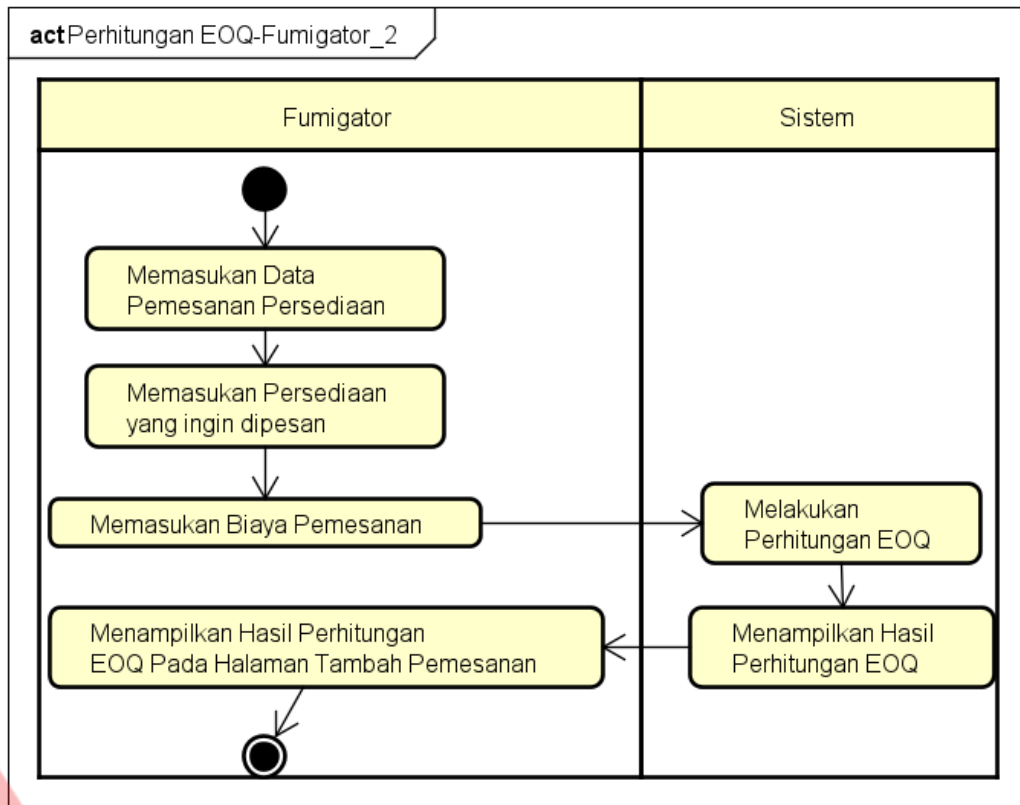 act Perhitungan EOQ-Fumigator_2
Fumigator
Sistem
Memasukan Data
Pemesanan Persediaan
Memasukan Persediaan
yang ingin dipesan
Memasukan Biaya Pemesanan
Melakukan
Perhitungan EOQ
Menampilkan Hasil
Perhitungan EOQ
Menampilkan Hasil Perhitungan
EOQ Pada Halaman Tambah Pemesanan